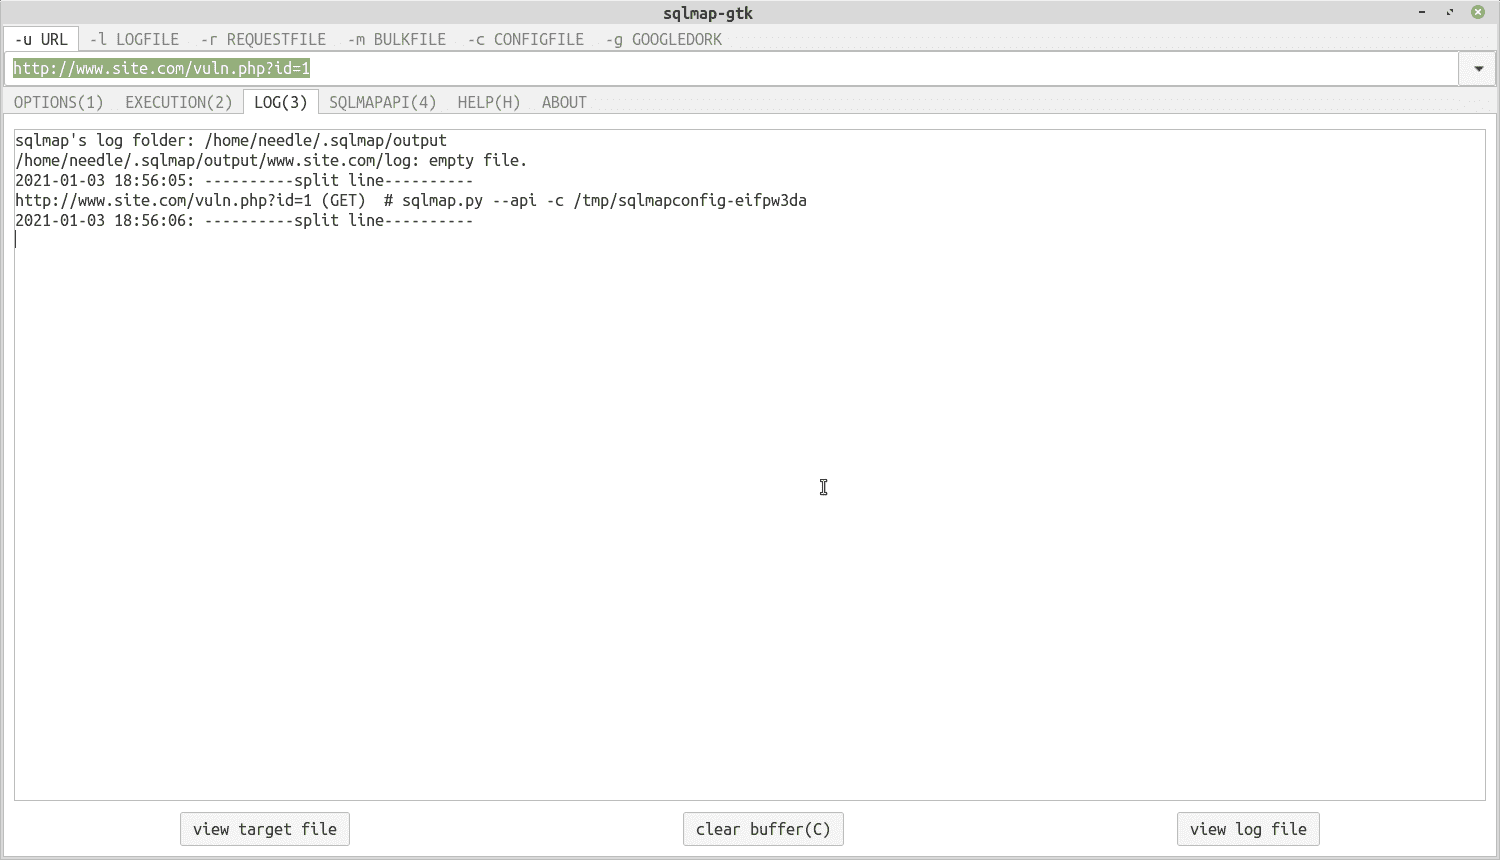 sqlmap-gtk
-u URL -l LOGFILE -r REQUESTFILE -m BULKFILE -c CONFIGFILE -g GOOGLEDORK
http://www.site.com/vuln.php?id=1
OPTIONS(1) EXECUTION(2) LOG(3) SQLMAPAPI(4) HELP(H) ABOUT
sqlmap's log folder: /home/needle/.sqlmap/output
/home/needle/.sqlmap/output/www.site.com/log: empty file.
2021-01-03 18:56:05: ----------split line----------
http://www.site.com/vuln.php?id=1 (GET)  # sqlmap.py --api -c /tmp/sqlmapconfig-eifpw3da
2021-01-03 18:56:06: ----------split line----------
view target file clear buffer(C) view log file